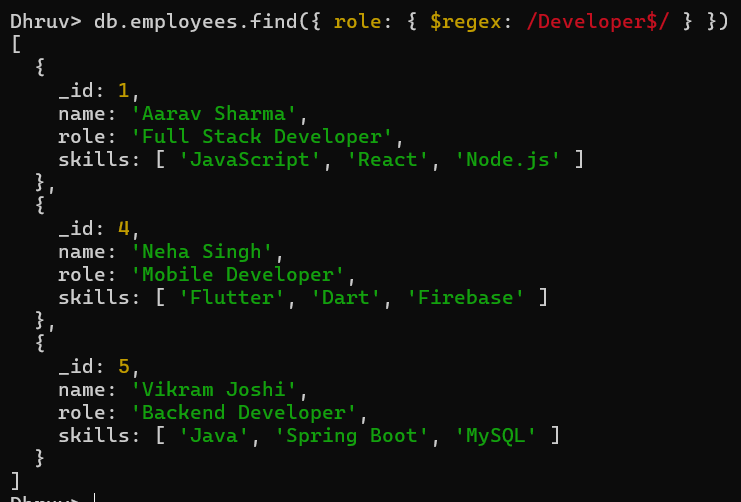 Dhruv> db.employees.find({ role: { $regex: /Developer$/ } })
[
  {
    _id: 1,
    name: 'Aarav Sharma',
    role: 'Full Stack Developer',
    skills: [ 'JavaScript', 'React', 'Node.js' ]
  },
  {
    _id: 4,
    name: 'Neha Singh',
    role: 'Mobile Developer',
    skills: [ 'Flutter', 'Dart', 'Firebase' ]
  },
  {
    _id: 5,
    name: 'Vikram Joshi',
    role: 'Backend Developer',
    skills: [ 'Java', 'Spring Boot', 'MySQL' ]
  }
]
Dhruv>